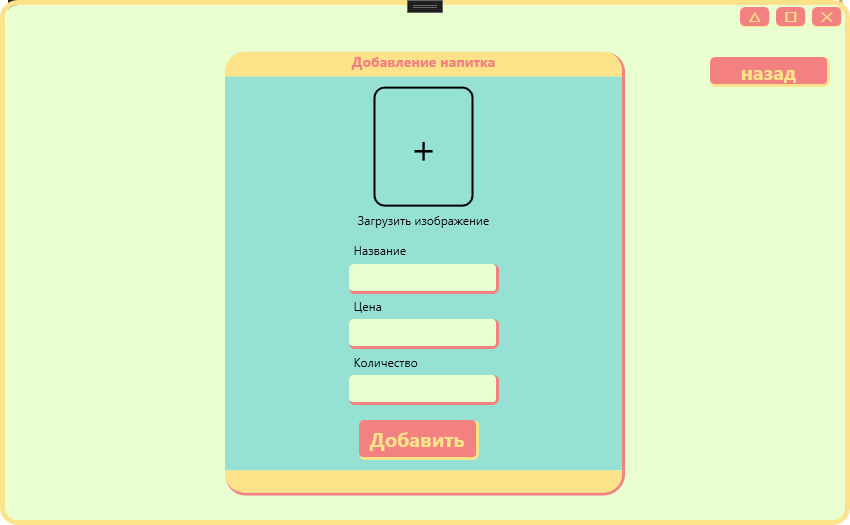 Добавление напитка
назад
+
Загрузить изображение
Название
Цена
Количество
Добавить